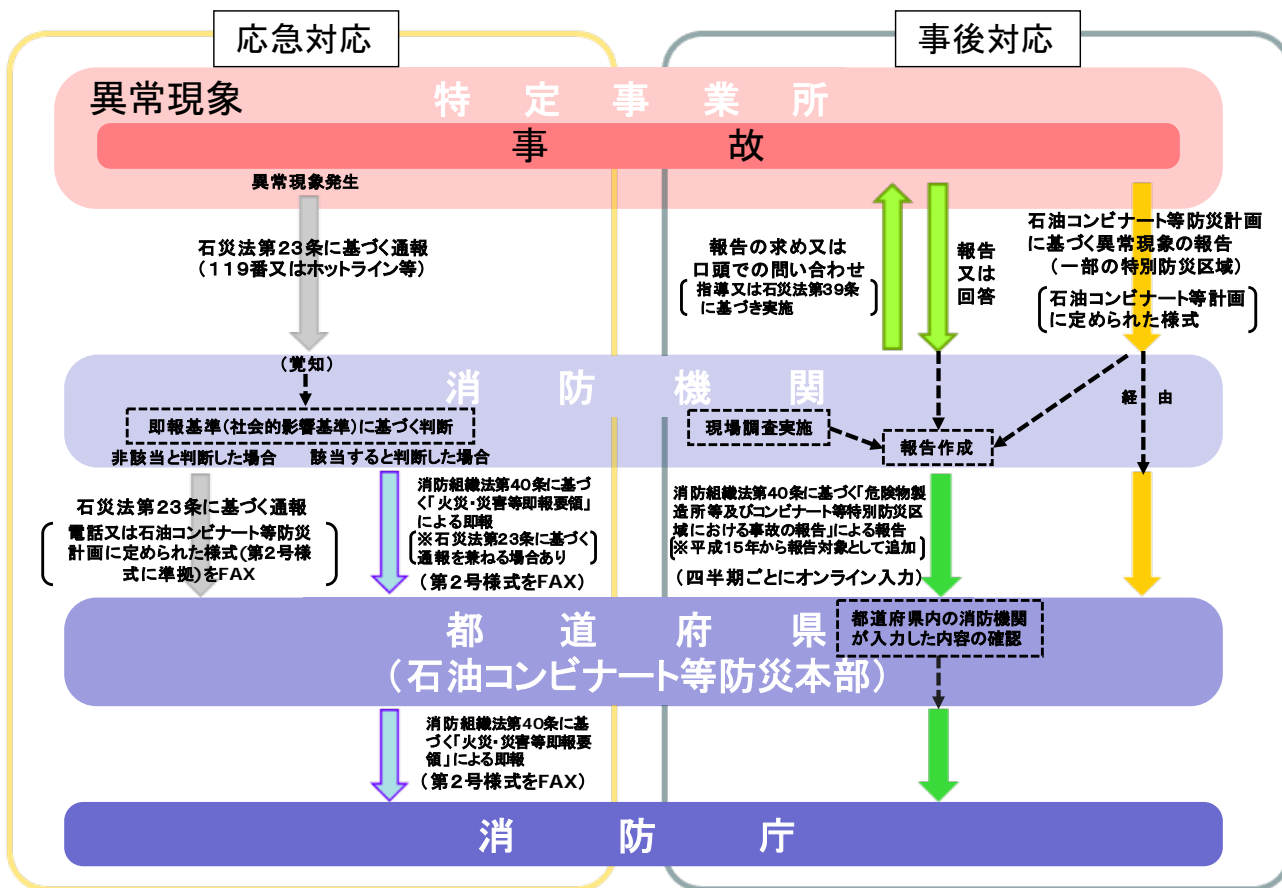 応急対応
事後対応
異常現象
特定事業所
事故
異常現象発生
石災法第23条に基づく通報
(119番又はホットライン等)
報告の求め又は
口頭での問い合わせ
指導又は石災法第39条
に基づき実施
報告
又は
回答
石油コンビナート等防災計画
に基づく異常現象の報告
(一部の特別防災区域)
石油コンビナート等計画
に定められた様式
(覚知)
消防機関
経由
即報基準(社会的影響基準)に基づく判断
現場調査実施
報告作成
非該当と判断した場合
該当すると判断した場合
石災法第23条に基づく通報
電話又は石油コンビナート等防災
計画に定められた様式(第2号様
式に準拠)をFAX
消防組織法第40条に基づ
く「火災・災害等即報要領」
による即報
※石災法第23条に基づく
通報を兼ねる場合あり
(第2号様式をFAX)
消防組織法第40条に基づく「危険物製
造所等及びコンビナート等特別防災区
域における事故の報告」による報告
※平成15年から報告対象として追加
(四半期ごとにオンライン入力)
都道府県
(石油コンビナート等防災本部)
都道府県内の消防機関
が入力した内容の確認
消防組織法第40条に基
づく「火災・災害等即報要
領」による即報
(第2号様式をFAX)
消防庁